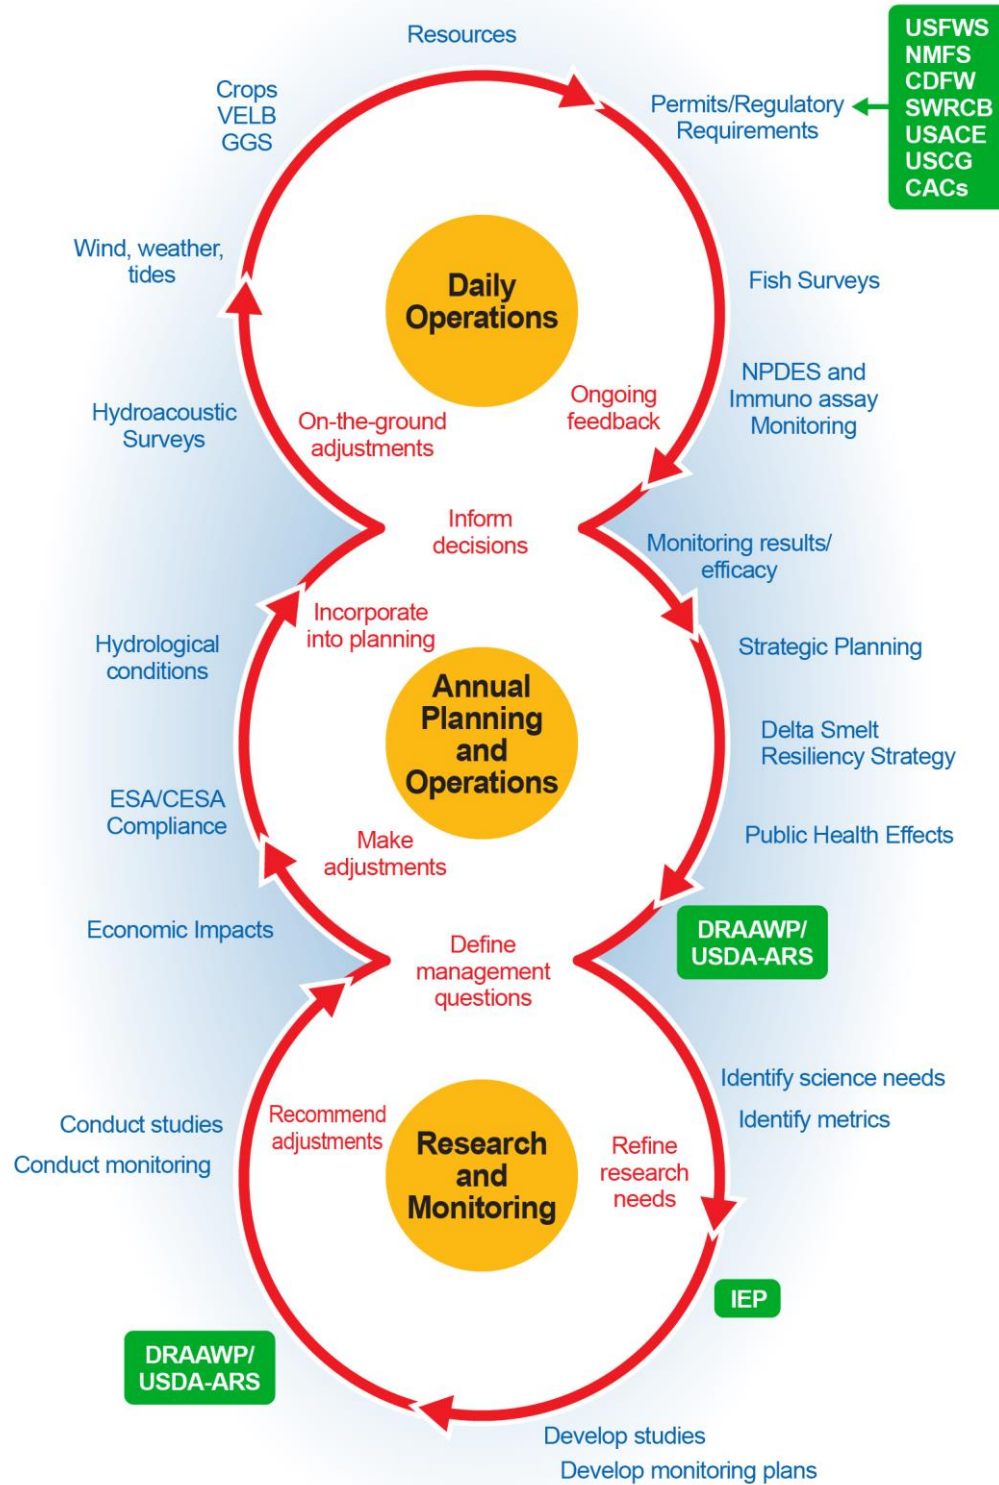 Resources
USFWS
NMFS
CDFW
SWRCB
USACE
USCG
CACs
Crops
VELB
GGS
Permits/Regulatory
Requirements
Wind, weather,
tides
Daily
Operations
Fish Surveys
NPDES and
Immuno assay
Monitoring
Hydroacoustic
Surveys
On-the-ground
adjustments
Ongoing
feedback
Inform
decisions
Monitoring results/
efficacy
Incorporate
into planning
Hydrological
conditions
Strategic Planning
Annual
Planning
and
Operations
Delta Smelt
Resiliency Strategy
ESA/CESA
Compliance
Make
adjustments
Public Health Effects
Economic Impacts
DRAAWP/
USDA-ARS
Define
management
questions
Identify science needs
Identify metrics
Conduct studies
Conduct monitoring
Recommend
adjustments
Research
and
Monitoring
Refine
research
needs
IEP
DRAAWP/
USDA-ARS
Develop studies
Develop monitoring plans